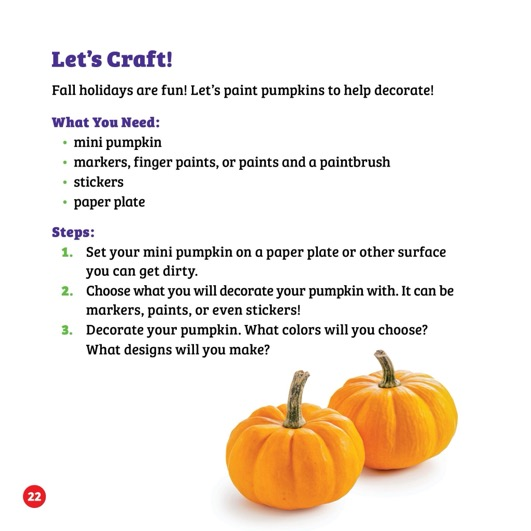 Let's Craft!
Fall holidays are fun! Let's paint pumpkins to help decorate!
What You Need:
• mini pumpkin
• markers, finger paints, or paints and a paintbrush
• stickers
• paper plate
Steps:
1. Set your mini pumpkin on a paper plate or other surface
you can get dirty.
2. Choose what you will decorate your pumpkin with. It can be
markers, paints, or even stickers!
3. Decorate your pumpkin. What colors will you choose?
What designs will you make?
22